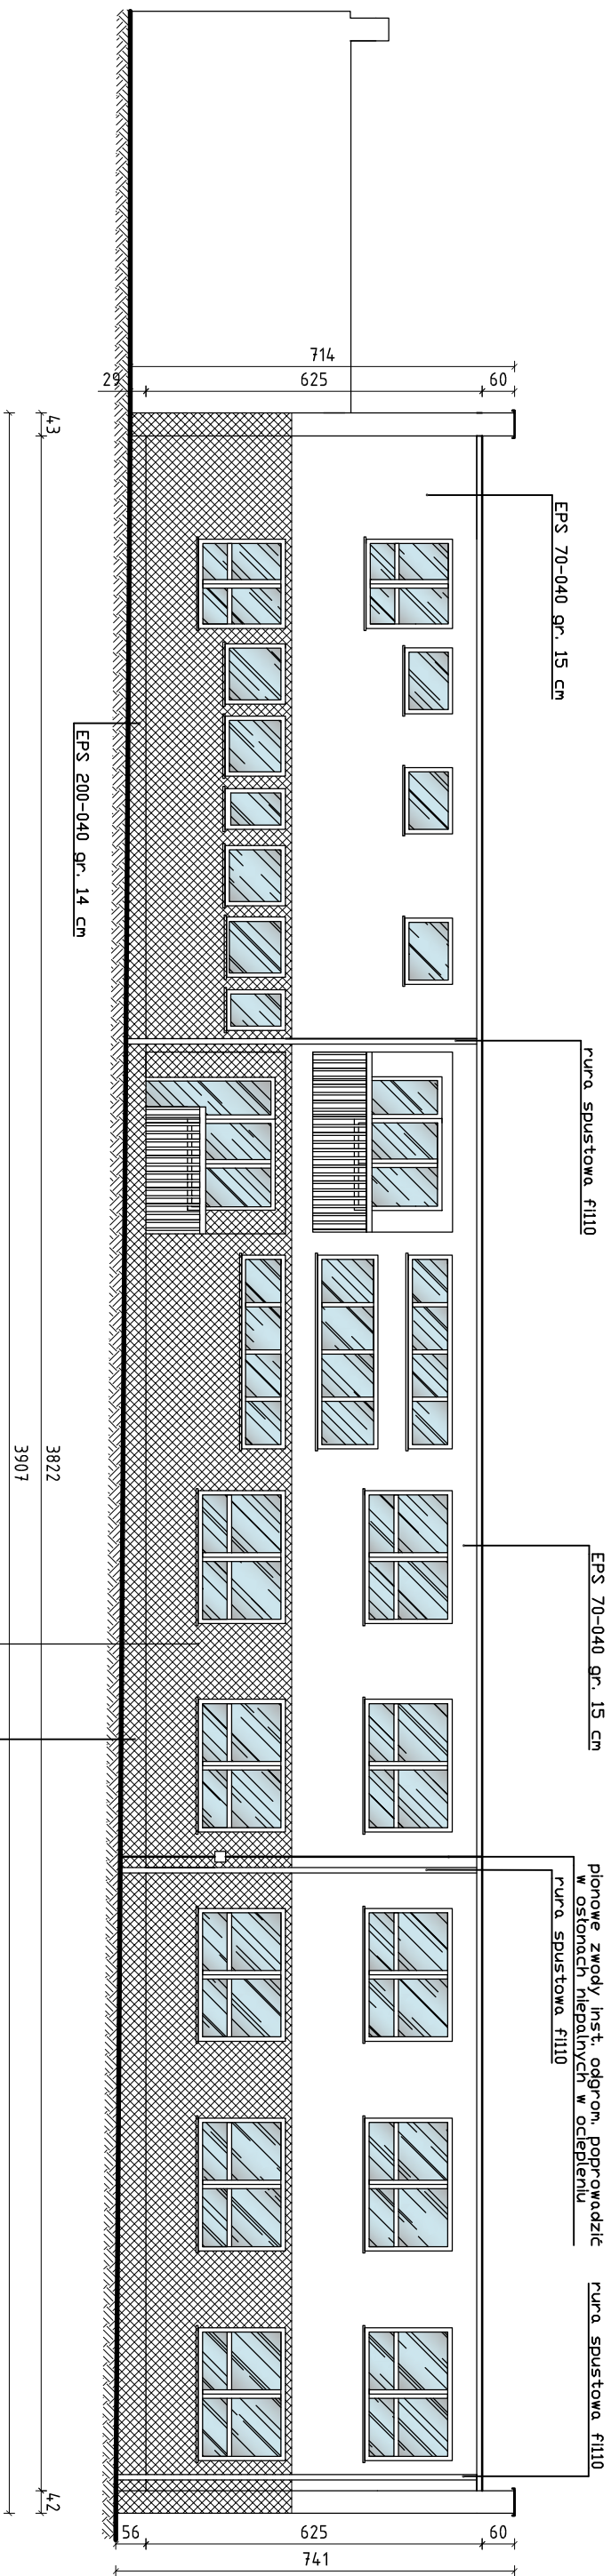 EPS 70-040 gr. 15 cm
rura spustowa fi110
EPS 70-040 gr. 15 cm
pionowe zwody inst. odgrom. poprowadzić
w osłonach niepalnych w ociepleniu
rura spustowa fi110
rura spustowa fi110
714
29
625
60
EPS 200-040 gr. 14 cm
56
625
60
741
43
3822
42
3907